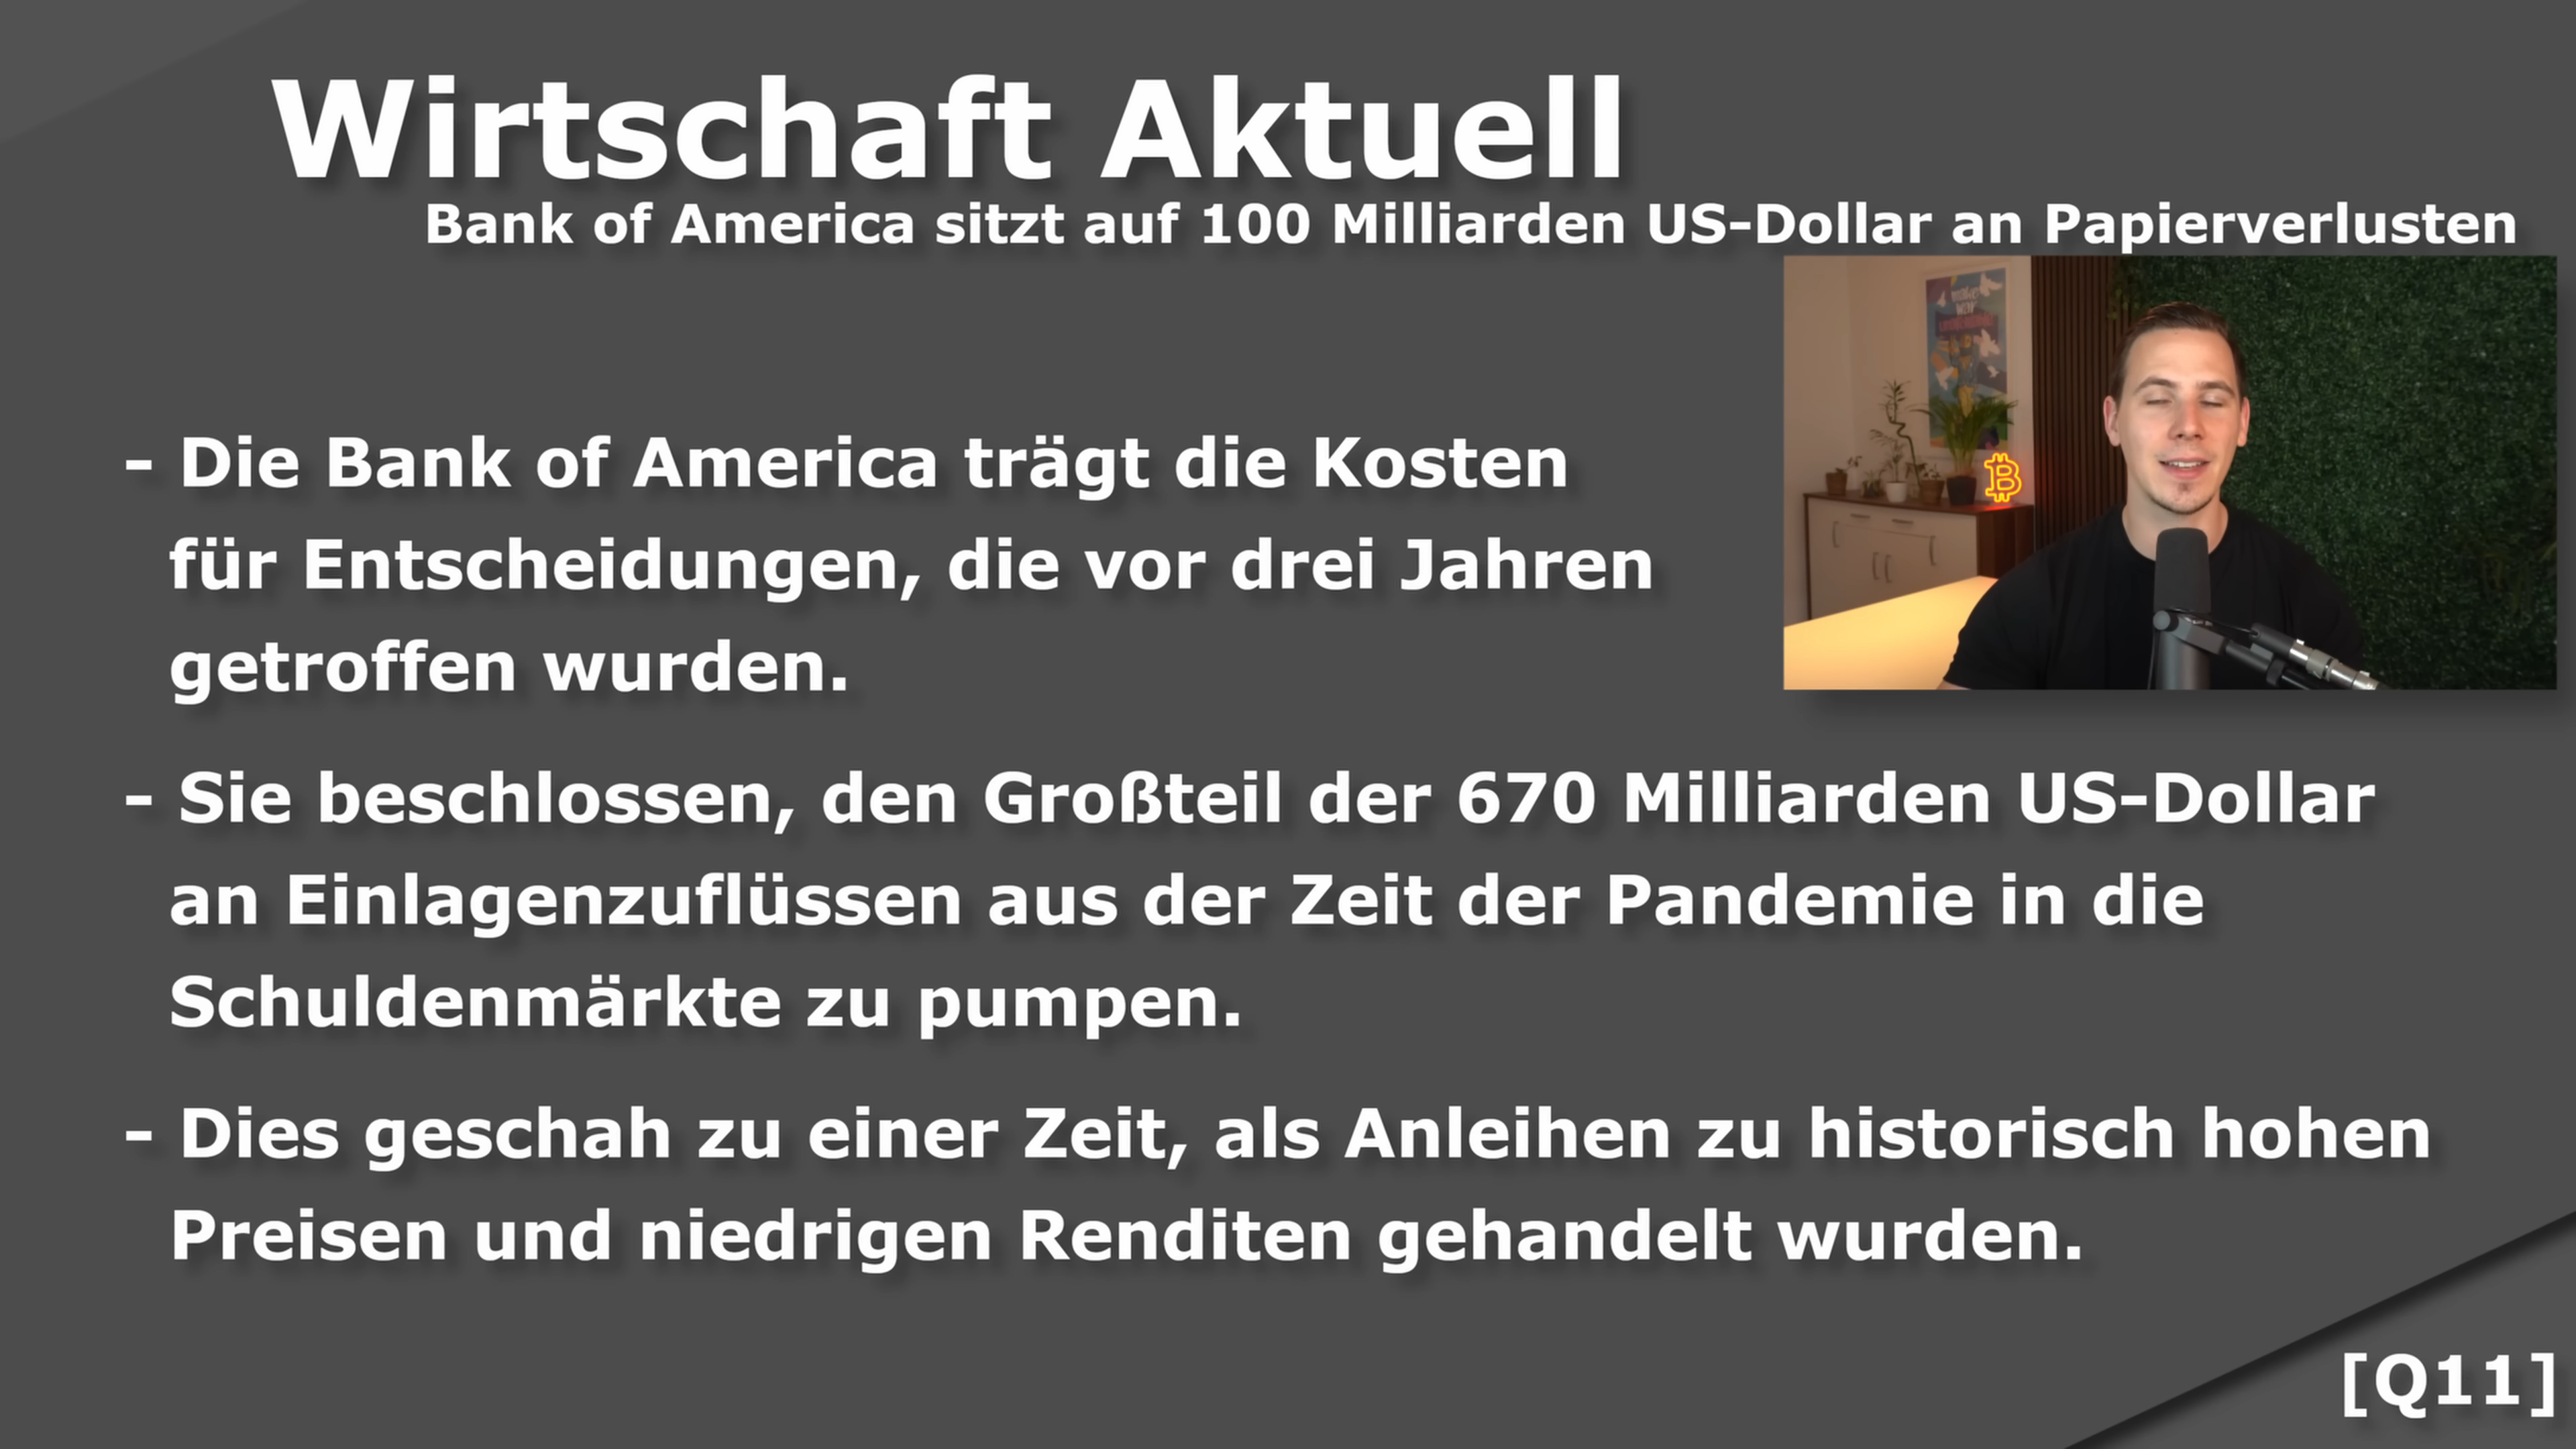 Wirtschaft Aktuell
Bank of America sitzt auf 100 Milliarden US-Dollar an Papierverlusten
make
- Die Bank of America trägt die Kosten
für Entscheidungen, die vor drei Jahren
getroffen wurden.
- Sie beschlossen, den Großteil der 670 Milliarden US-Dollar
an Einlagenzuflüssen aus der Zeit der Pandemie in die
Schuldenmärkte zu pumpen.
- Dies geschah zu einer Zeit, als Anleihen zu historisch hohen
Preisen und niedrigen Renditen gehandelt wurden.
[Q11]